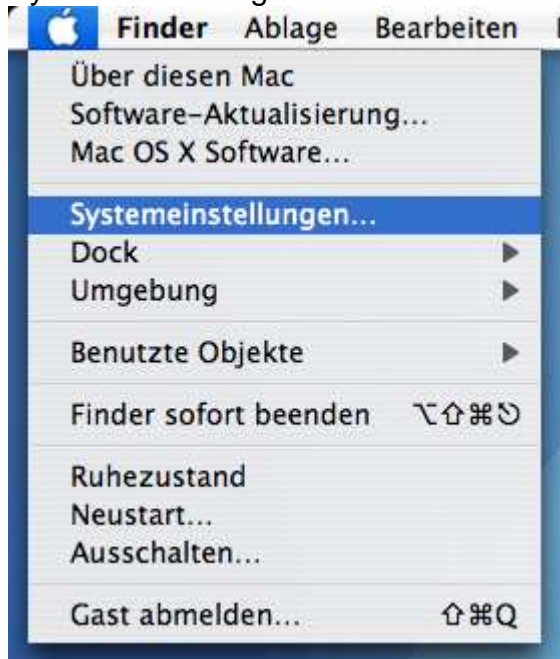 Finder Ablage Bearbeiten
Über diesen Mac
Software-Aktualisierung...
Mac OS X Software...
Systemeinstellungen...
Dock
Umgebung
Benutzte Objekte
Finder sofort beenden ⌥⇧⌘⎋
Ruhezustand
Neustart...
Ausschalten...
Gast abmelden... ⇧⌘Q